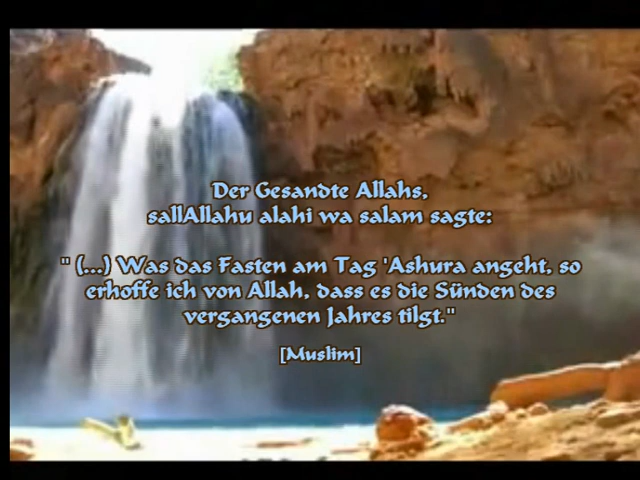 Der Gesandte Allahs,
sallAllahu alahi wa salam sagte:
" (...) Was das Fasten am Tag 'Ashura angeht, so
erhoffe ich von Allah, dass es die Sünden des
vergangenen Jahres tilgt."
[Muslim]